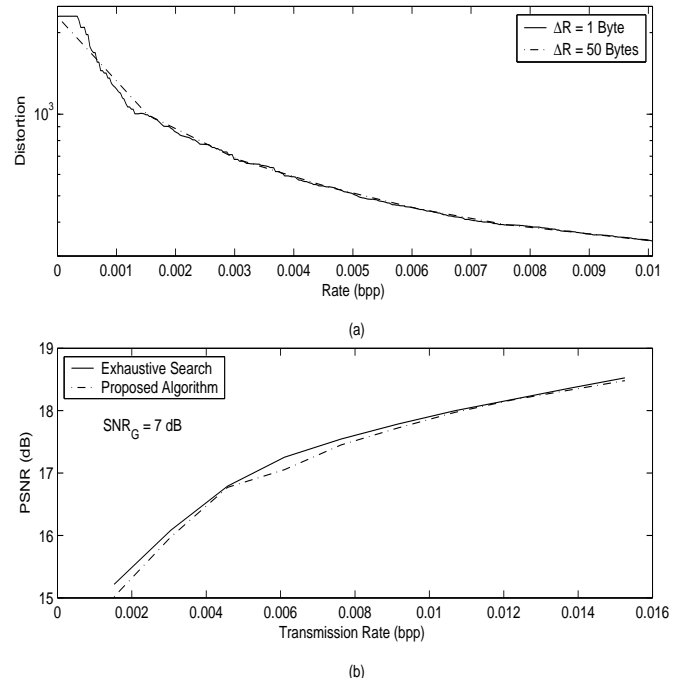 ΔR = 1 Byte
ΔR = 50 Bytes
10³
Distortion
0 0.001 0.002 0.003 0.004 0.005 0.006 0.007 0.008 0.009 0.01
Rate (bpp)
(a)
19
18
17
16
15
Exhaustive Search
Proposed Algorithm
SNR_G = 7 dB
PSNR (dB)
0 0.002 0.004 0.006 0.008 0.01 0.012 0.014 0.016
Transmission Rate (bpp)
(b)